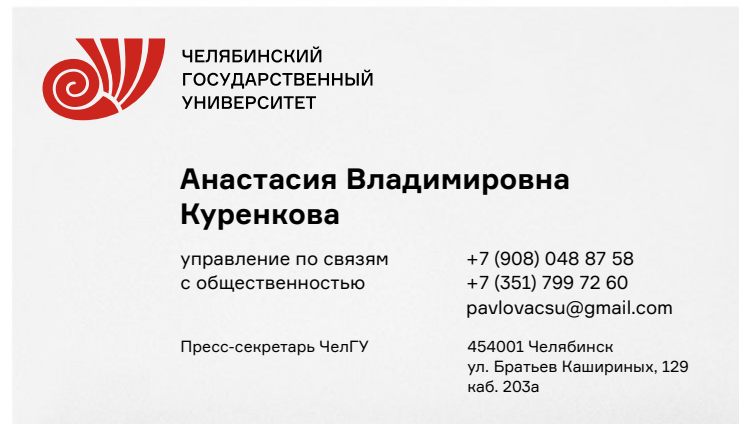 ЧЕЛЯБИНСКИЙ
ГОСУДАРСТВЕННЫЙ
УНИВЕРСИТЕТ
Анастасия Владимировна
Куренкова
управление по связям
с общественностью
+7 (908) 048 87 58
+7 (351) 799 72 60
pavlovacsu@gmail.com
Пресс-секретарь ЧелГУ
454001 Челябинск
ул. Братьев Кашириных, 129
каб. 203а